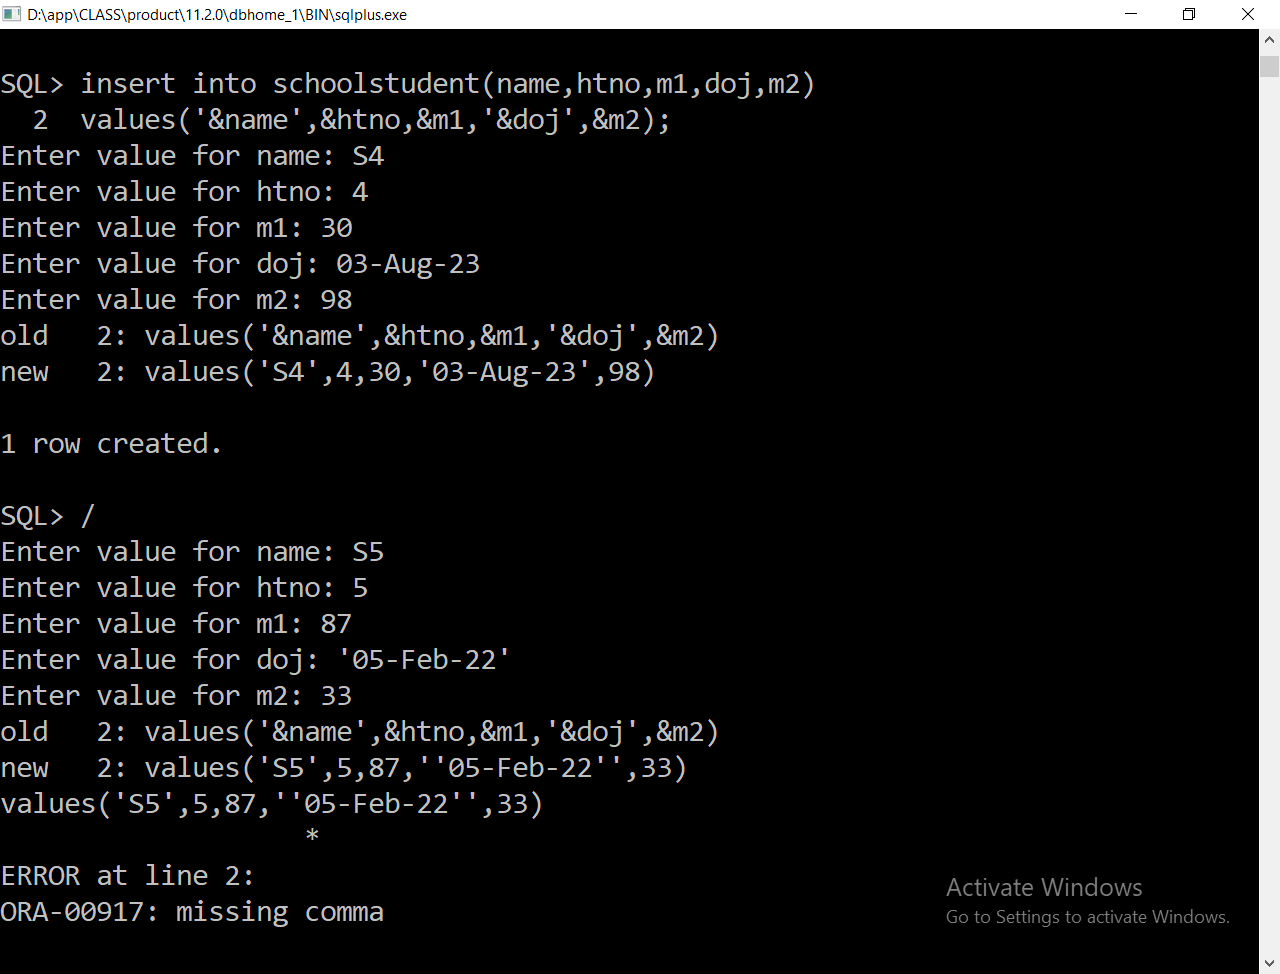 D:\app\CLASS\product\11.2.0\dbhome_1\BIN\sqlplus.exe
SQL> insert into schoolstudent(name,htno,m1,doj,m2)
  2  values('&name',&htno,&m1,'&doj',&m2);
Enter value for name: S4
Enter value for htno: 4
Enter value for m1: 30
Enter value for doj: 03-Aug-23
Enter value for m2: 98
old   2: values('&name',&htno,&m1,'&doj',&m2)
new   2: values('S4',4,30,'03-Aug-23',98)
1 row created.
SQL> /
Enter value for name: S5
Enter value for htno: 5
Enter value for m1: 87
Enter value for doj: '05-Feb-22'
Enter value for m2: 33
old   2: values('&name',&htno,&m1,'&doj',&m2)
new   2: values('S5',5,87,''05-Feb-22'',33)
values('S5',5,87,''05-Feb-22'',33)
                   *
ERROR at line 2:
ORA-00917: missing comma
Activate Windows
Go to Settings to activate Windows.